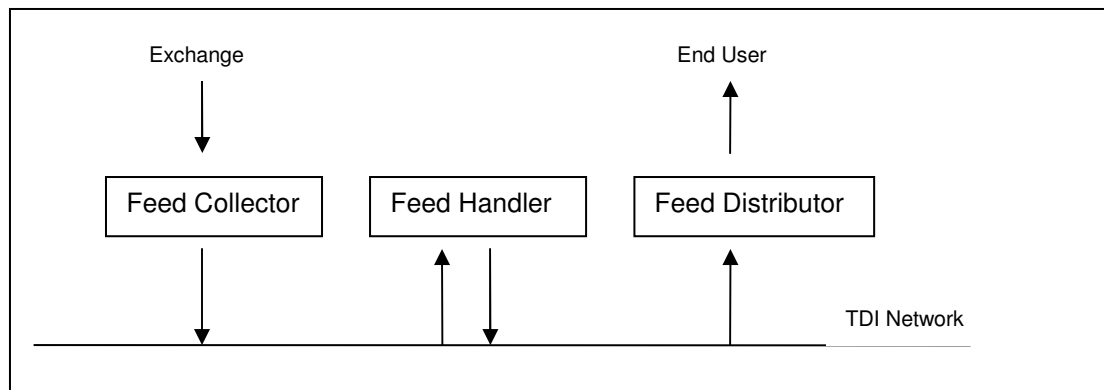 Exchange
End User
Feed Collector
Feed Handler
Feed Distributor
TDI Network